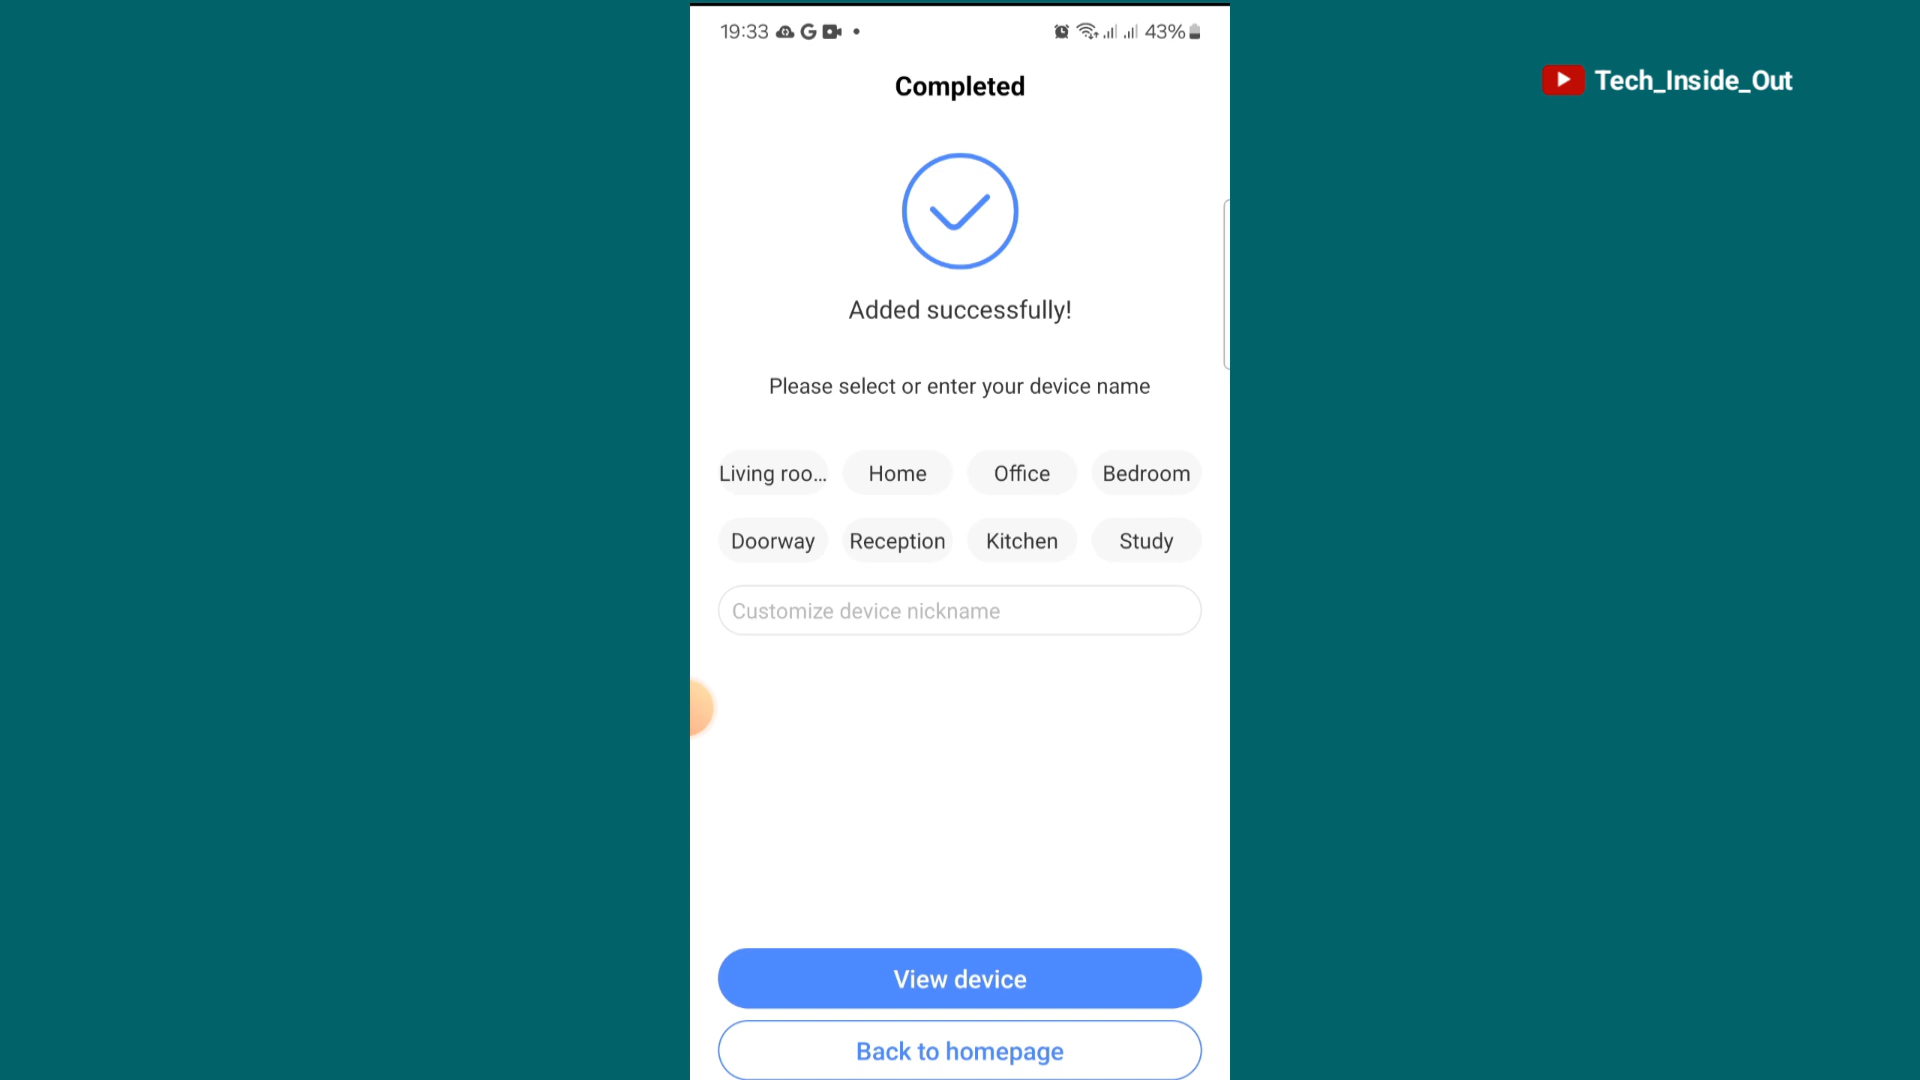 19:33 G 43%
Tech_Inside_Out
Completed
Added successfully!
Please select or enter your device name
Living roo... Home Office Bedroom
Doorway Reception Kitchen Study
Customize device nickname
View device
Back to homepage